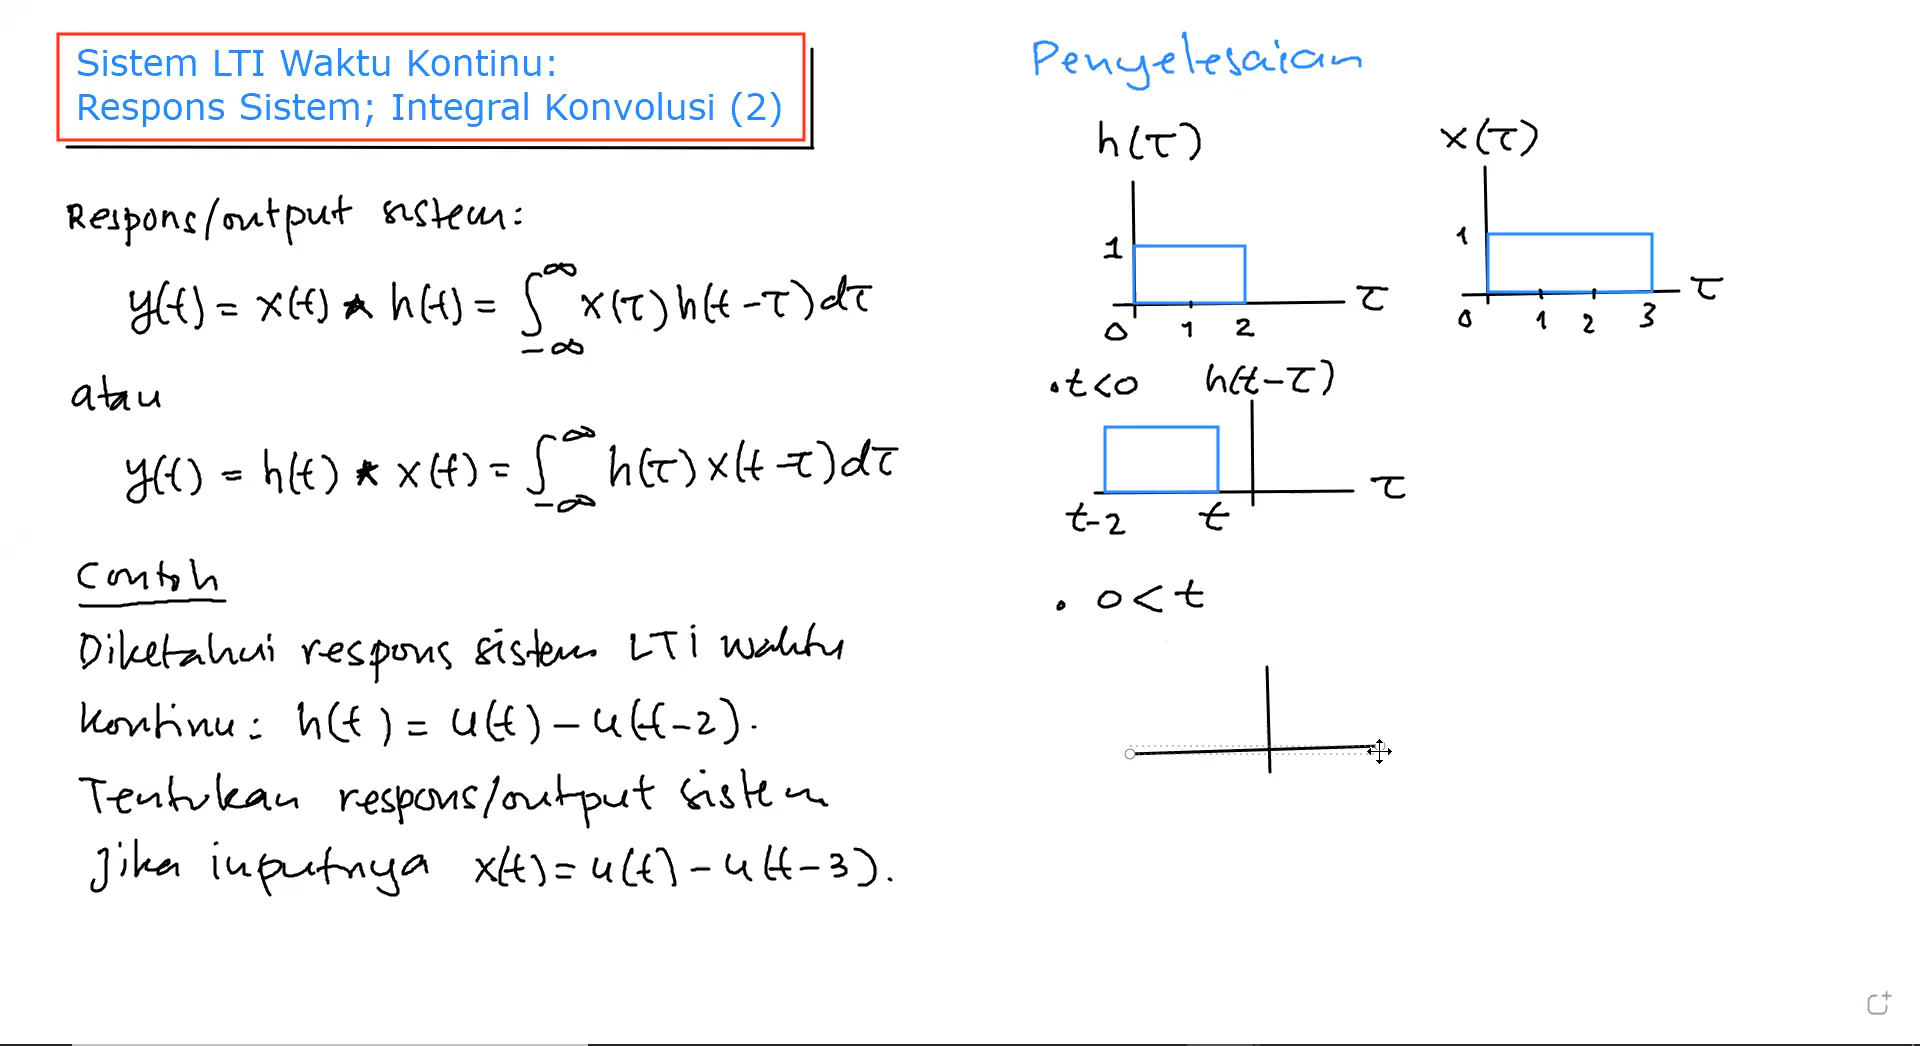 Sistem LTI Waktu Kontinu:
Respons Sistem; Integral Konvolusi (2)
Respons/output sistem:
y(t) = x(t) * h(t) = ∫_{-∞}^{∞} x(τ) h(t-τ) dτ
atau
y(t) = h(t) * x(t) = ∫_{-∞}^{∞} h(τ) x(t-τ) dτ
Contoh
Diketahui respons sistem LTI waktu
kontinu: h(t) = u(t) - u(t-2).
Tentukan respons/output sistem
jika inputnya x(t) = u(t) - u(t-3).
Penyelesaian
h(τ)
1
τ
0 1 2
x(τ)
1
τ
0 1 2 3
• t<0 h(t-τ)
τ
t-2 t
• 0<t